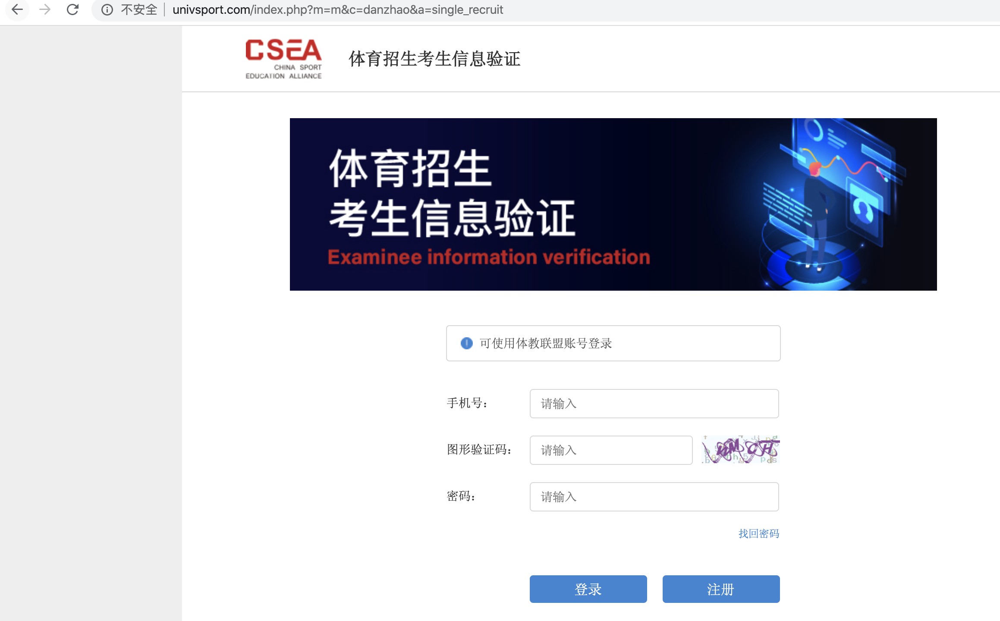 不安全 univsport.com/index.php?m=m&c=danzhao&a=single_recruit
CSEA
CHINA SPORT
EDUCATION ALLIANCE
体育招生考生信息验证
体育招生
考生信息验证
Examinee information verification
可使用体教联盟账号登录
手机号：
请输入
图形验证码：
请输入
密码：
请输入
找回密码
登录
注册